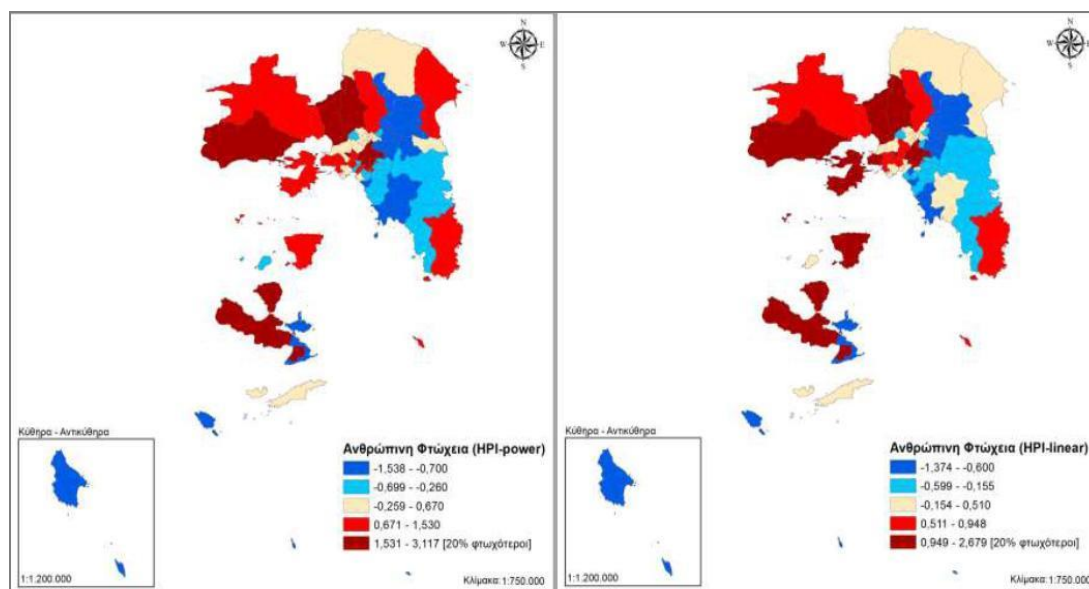 N
W E
S
Κύθηρα - Αντικύθηρα
1:1.200.000
Ανθρώπινη Φτώχεια (HPI-power)
-1,538 - -0,700
-0,699 - -0,260
-0,259 - 0,670
0,671 - 1,530
1,531 - 3,117 [20% φτωχότεροι]
Κλίμακα: 1:750.000
N
W E
S
Κύθηρα - Αντικύθηρα
1:1.200.000
Ανθρώπινη Φτώχεια (HPI-linear)
-1,374 - -0,600
-0,599 - -0,155
-0,154 - 0,510
0,511 - 0,948
0,949 - 2,679 [20% φτωχότεροι]
Κλίμακα: 1:750.000